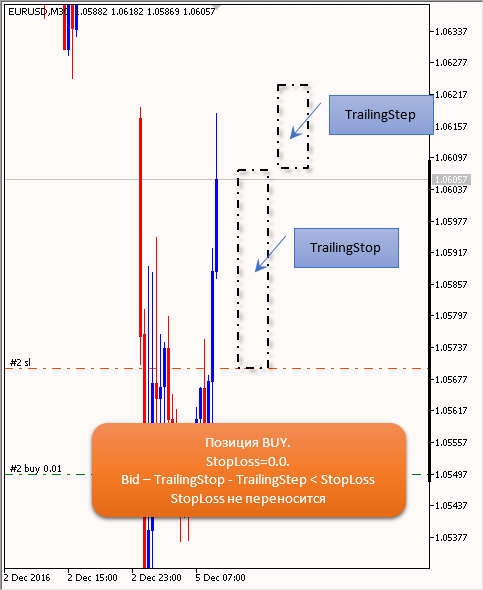 EURUSD,M30 1.05882 1.06182 1.05869 1.06057
1.06337
1.06277
1.06217
TrailingStep
1.06157
1.06097
1.06057
1.06037
1.05977
TrailingStop
1.05917
1.05857
1.05797
1.05737
#2 sl
1.05677
1.05617
Позиция BUY.
StopLoss=0.0.
Bid – TrailingStop - TrailingStep < StopLoss
StopLoss не переносится
1.05557
#2 buy 0.01
1.05497
1.05437
1.05377
2 Dec 2016
2 Dec 15:00
2 Dec 23:00
5 Dec 07:00